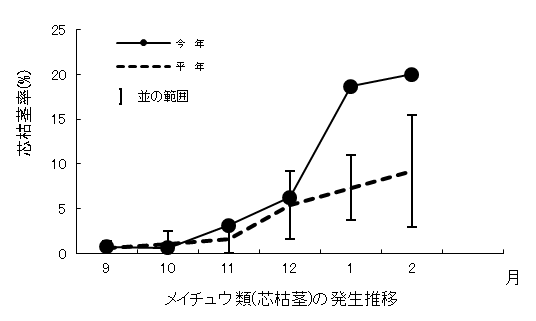 25
20
15
10
5
0
芯枯茎率(%)
今 年
平 年
並の範囲
9 10 11 12 1 2
月
メイチュウ類(芯枯茎)の発生推移